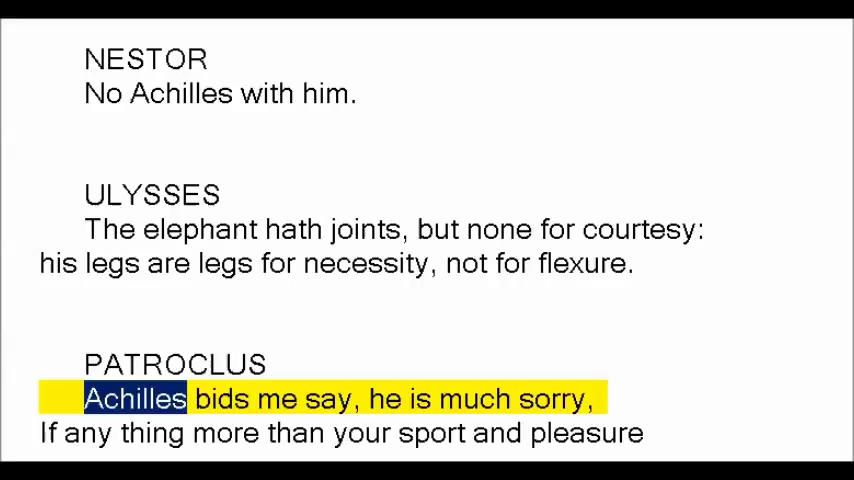 NESTOR
No Achilles with him.
ULYSSES
The elephant hath joints, but none for courtesy:
his legs are legs for necessity, not for flexure.
PATROCLUS
Achilles bids me say, he is much sorry,
If any thing more than your sport and pleasure